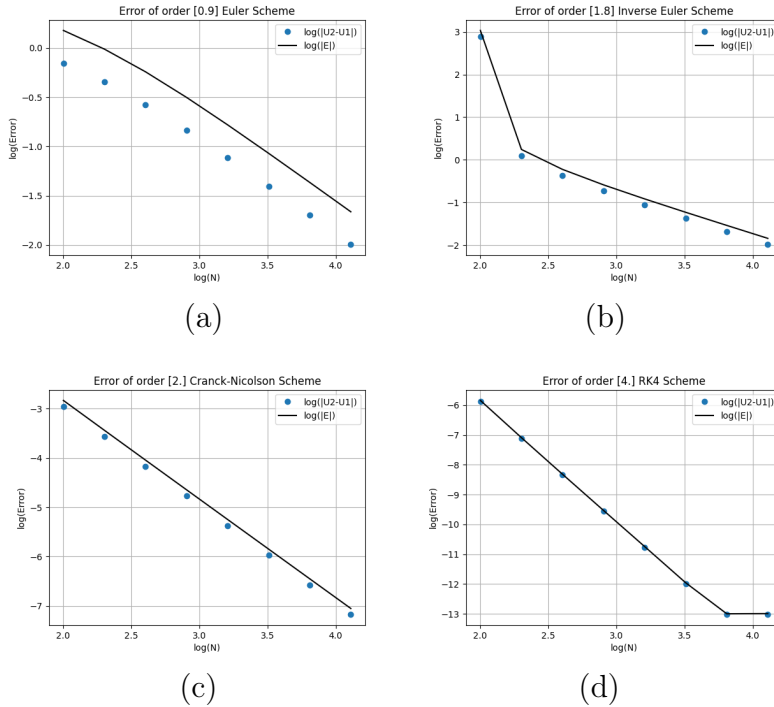 Error of order [0.9] Euler Scheme
log(|U2-U1|)
log(|E|)
0.0
−0.5
−1.0
−1.5
−2.0
log(Error)
2.0 2.5 3.0 3.5 4.0
log(N)
(a)
Error of order [1.8] Inverse Euler Scheme
log(|U2-U1|)
log(|E|)
3
2
1
0
−1
−2
log(Error)
2.0 2.5 3.0 3.5 4.0
log(N)
(b)
Error of order [2.] Cranck-Nicolson Scheme
log(|U2-U1|)
log(|E|)
−3
−4
−5
−6
−7
log(Error)
2.0 2.5 3.0 3.5 4.0
log(N)
(c)
Error of order [4.] RK4 Scheme
log(|U2-U1|)
log(|E|)
−6
−7
−8
−9
−10
−11
−12
−13
log(Error)
2.0 2.5 3.0 3.5 4.0
log(N)
(d)